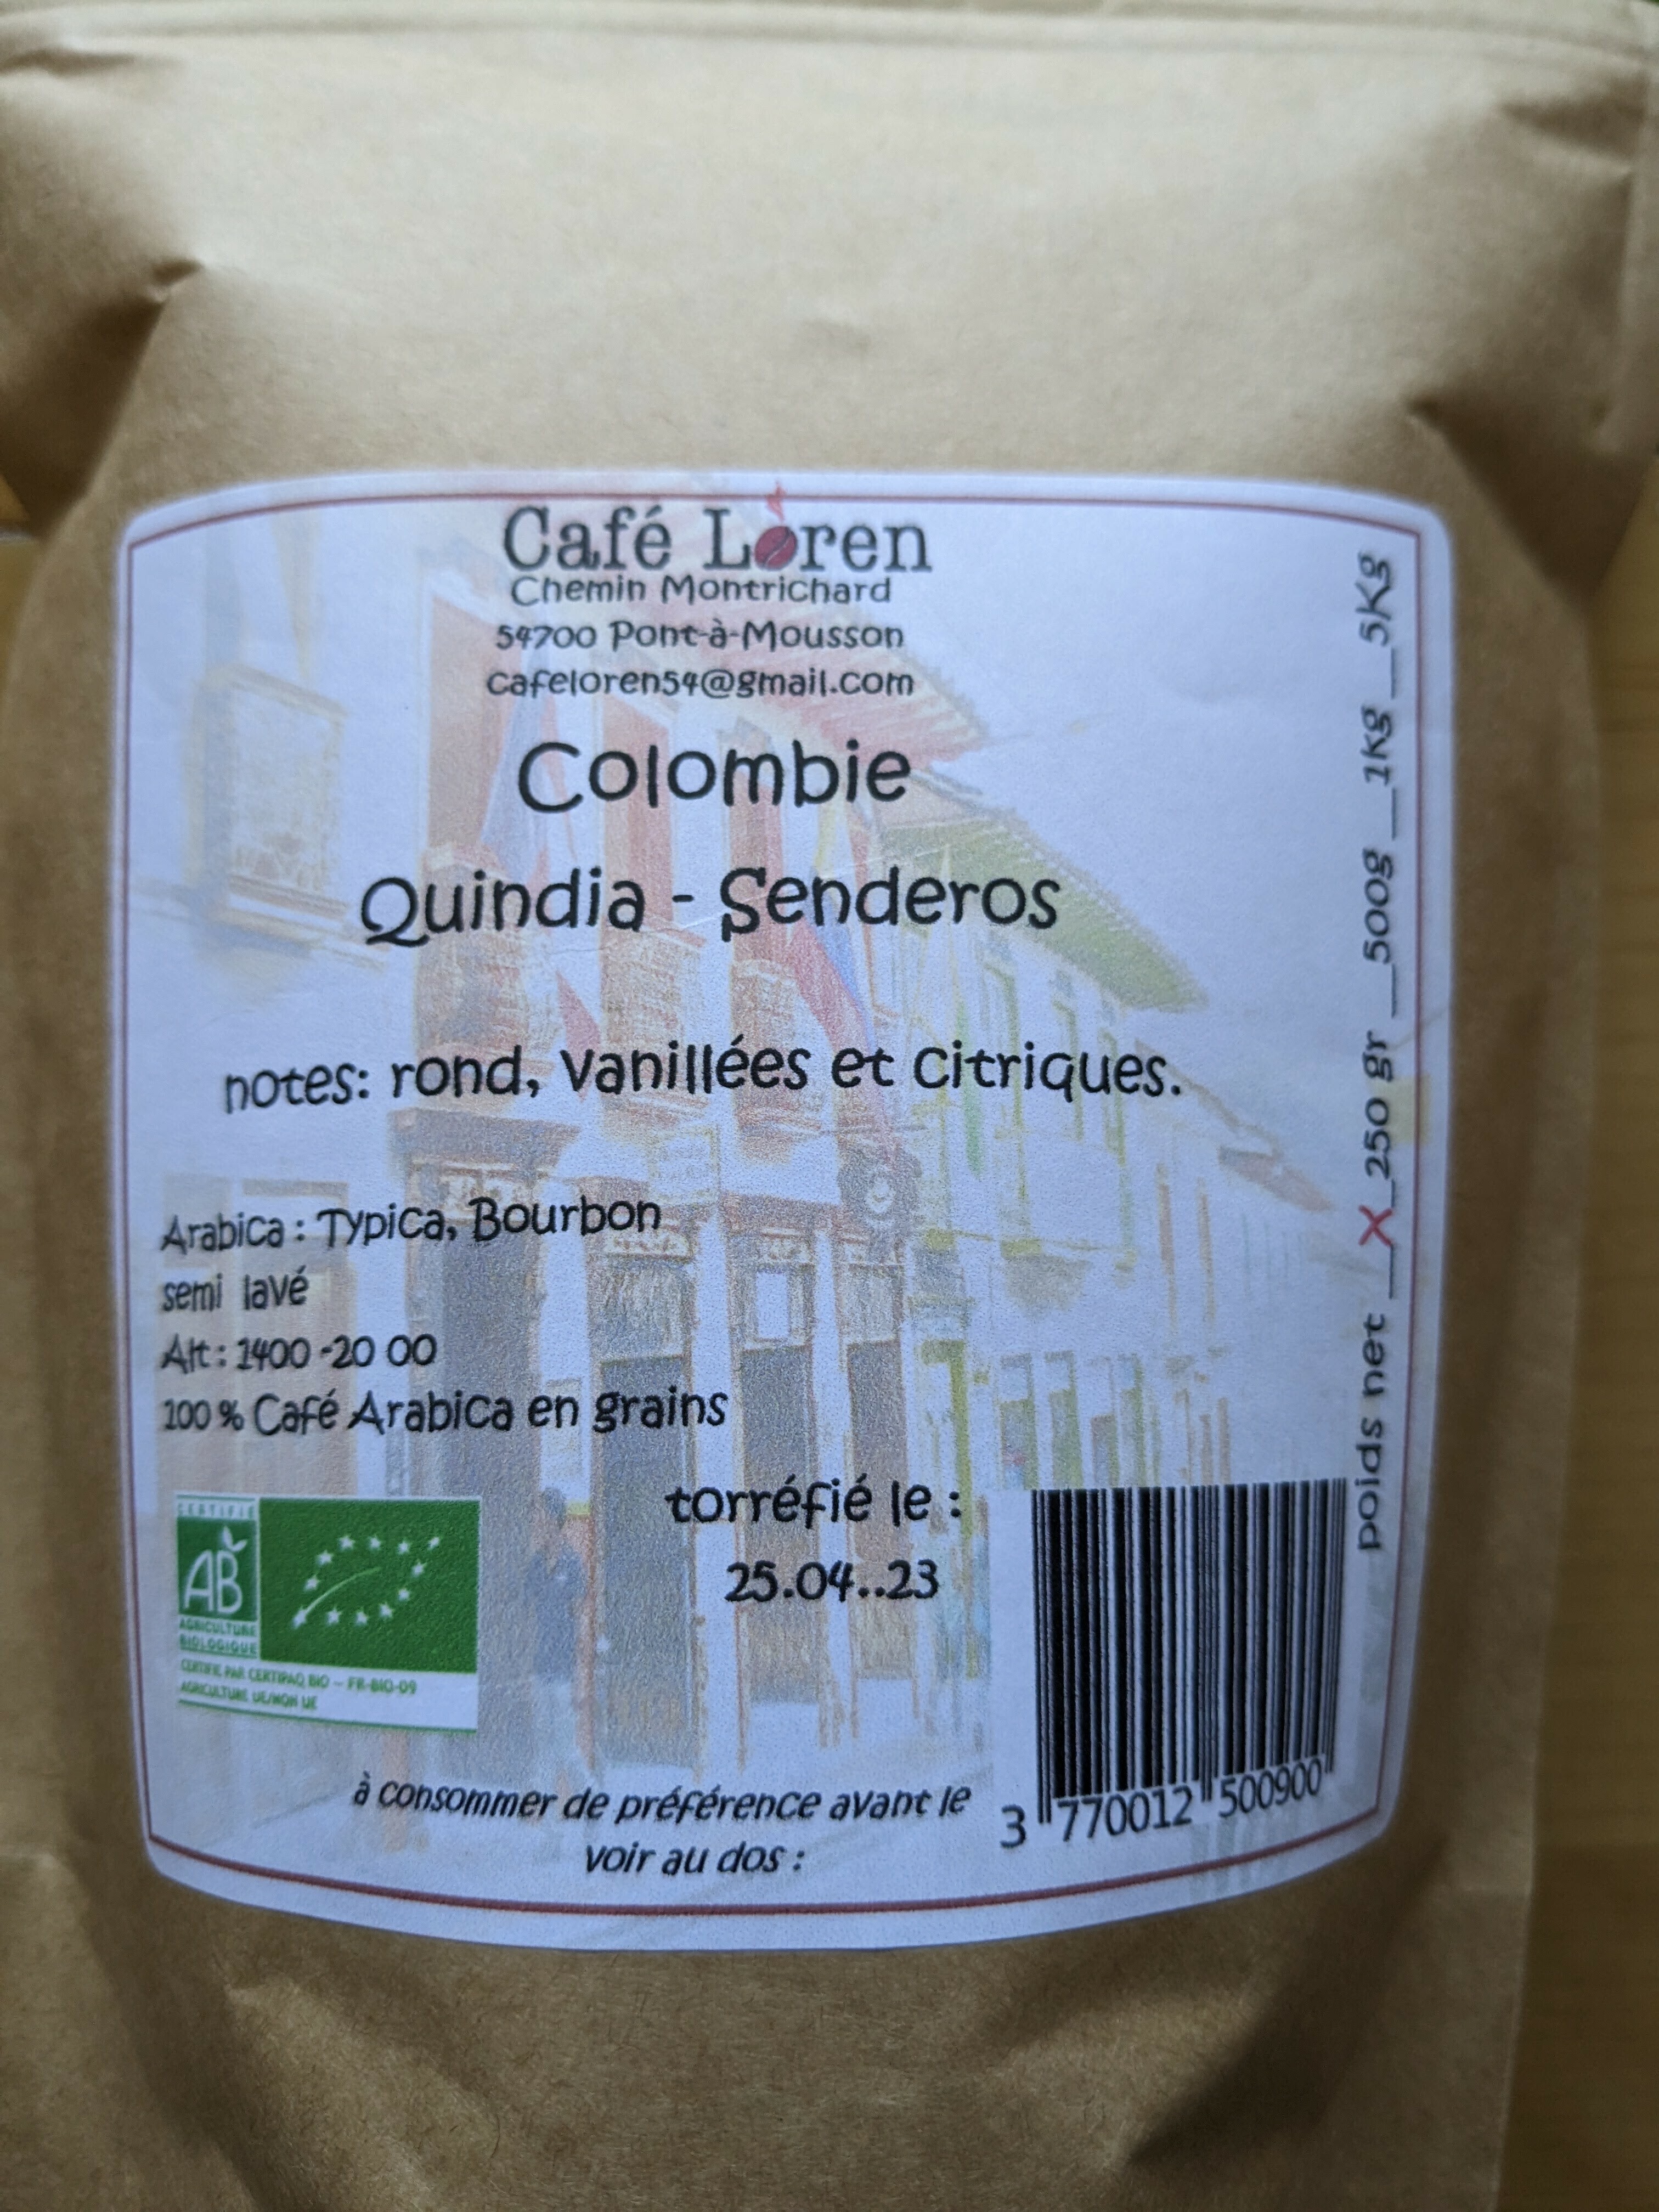 Café Loren
Chemin Montrichard
54700 Pont-à-Mousson
cafeloren54@gmail.com
Colombie
Quindia - Senderos
notes: rond, vanillées et citriques.
Arabica : Typica, Bourbon
semi lavé
Alt : 1400 -20 00
100 % Café Arabica en grains
torréfié le :
25.04..23
CERTIFIÉ
AB
AGRICULTURE
BIOLOGIQUE
CERTIFIÉ PAR CERTIPAQ BIO - FR-BIO-09
AGRICULTURE UE/NON UE
à consommer de préférence avant le
voir au dos :
3 770012 500900
poids net __X_250 gr __500g __1Kg __5Kg